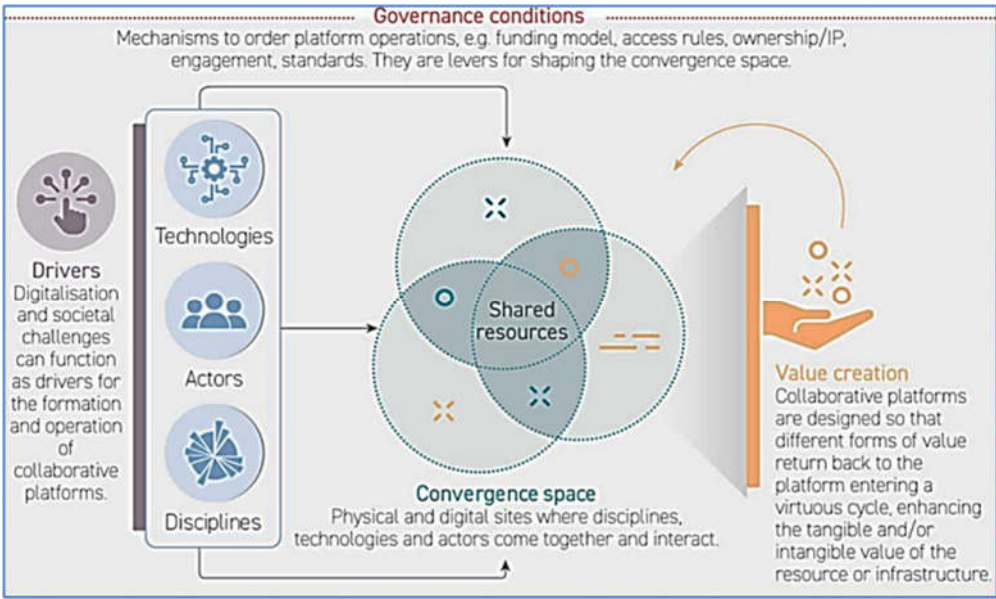 Governance conditions
Mechanisms to order platform operations, e.g. funding model, access rules, ownership/IP,
engagement, standards. They are levers for shaping the convergence space.
Drivers
Digitalisation
and societal
challenges
can function
as drivers for
the formation
and operation
of
collaborative
platforms.
Technologies
Actors
Disciplines
Shared
resources
Convergence space
Physical and digital sites where disciplines,
technologies and actors come together and interact.
Value creation
Collaborative platforms
are designed so that
different forms of value
return back to the
platform entering a
virtuous cycle, enhancing
the tangible and/or
intangible value of the
resource or infrastructure.